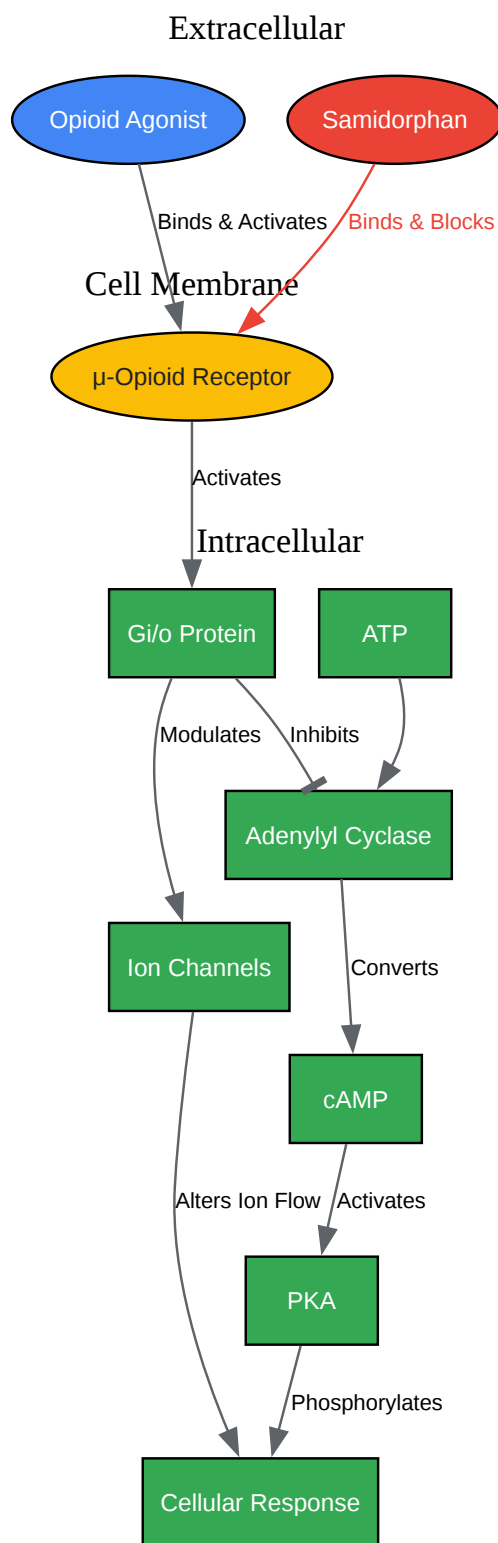 Extracellular
Opioid Agonist
Samidorphan
Binds & Activates
Binds & Blocks
Cell Membrane
μ-Opioid Receptor
Activates
Intracellular
Gi/o Protein
ATP
Modulates
Inhibits
Adenylyl Cyclase
Ion Channels
Converts
cAMP
Alters Ion Flow
Activates
PKA
Phosphorylates
Cellular Response